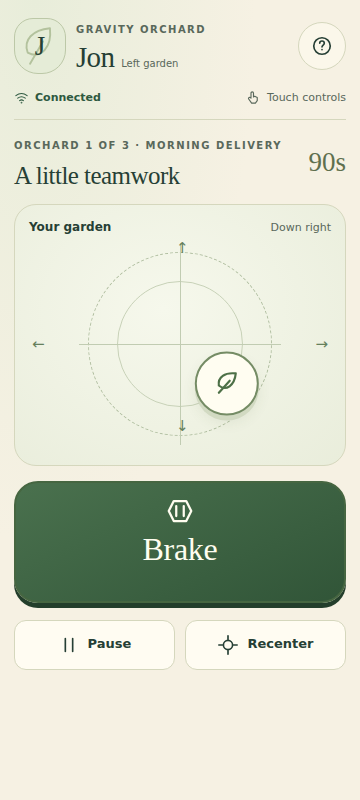 J
GRAVITY ORCHARD
Jon Left garden
Connected
Touch controls
ORCHARD 1 OF 3 · MORNING DELIVERY
A little teamwork
90s
Your garden
Down right
↑
← →
↓
Brake
Pause
Recenter